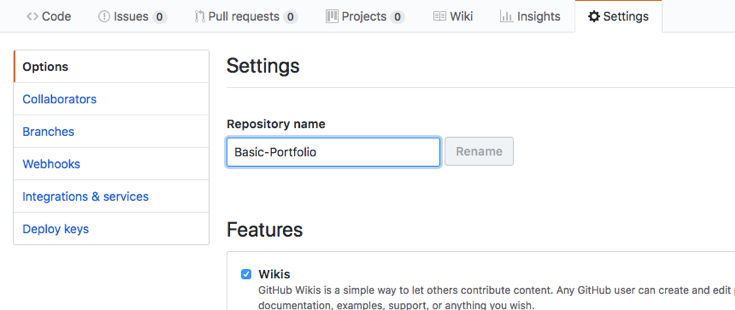 Code Issues 0 Pull requests 0 Projects 0 Wiki Insights Settings
Options
Collaborators
Branches
Webhooks
Integrations & services
Deploy keys
Settings
Repository name
Basic-Portfolio Rename
Features
Wikis
GitHub Wikis is a simple way to let others contribute content. Any GitHub user can create and edit
documentation, examples, support, or anything you wish.